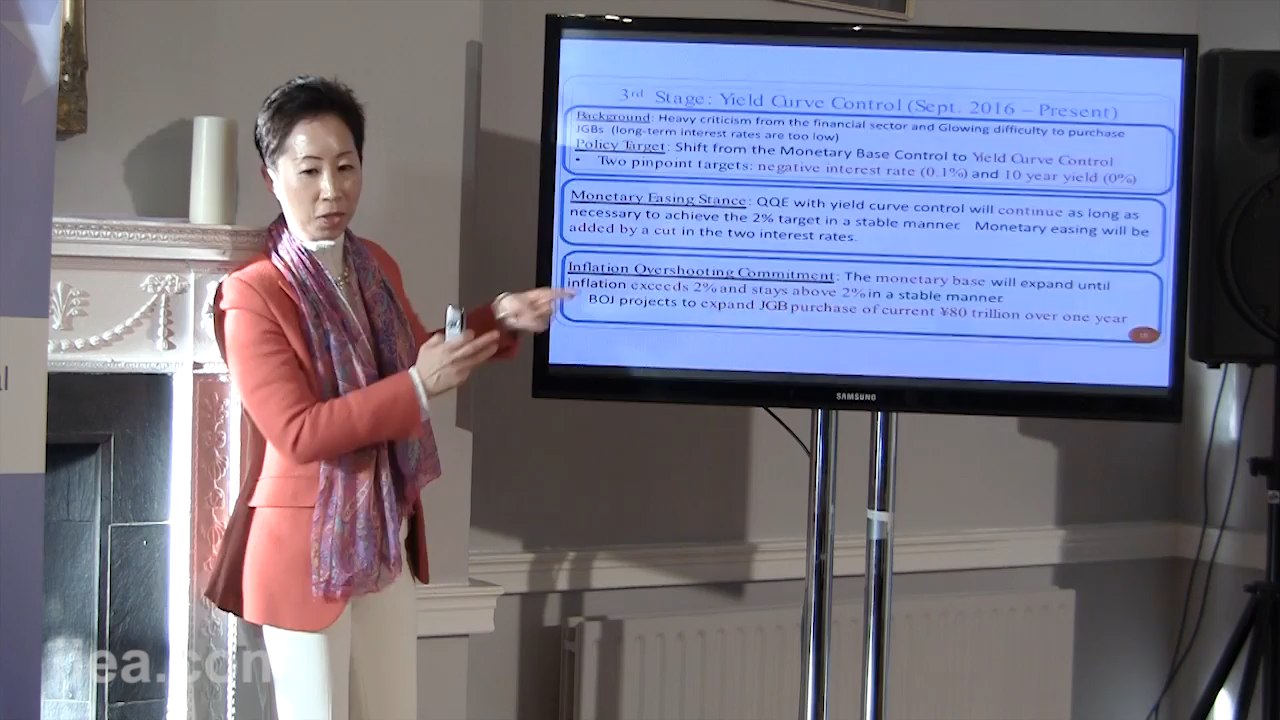 3rd Stage: Yield Curve Control (Sept. 2016 – Present)
Background: Heavy criticism from the financial sector and Glowing difficulty to purchase
JGBs (long-term interest rates are too low)
Policy Target: Shift from the Monetary Base Control to Yield Curve Control
• Two pinpoint targets: negative interest rate (0.1%) and 10 year yield (0%)
Monetary Easing Stance: QQE with yield curve control will continue as long as
necessary to achieve the 2% target in a stable manner. Monetary easing will be
added by a cut in the two interest rates.
Inflation Overshooting Commitment: The monetary base will expand until
inflation exceeds 2% and stays above 2% in a stable manner.
BOJ projects to expand JGB purchase of current ¥80 trillion over one year
SAMSUNG
al
iea.com